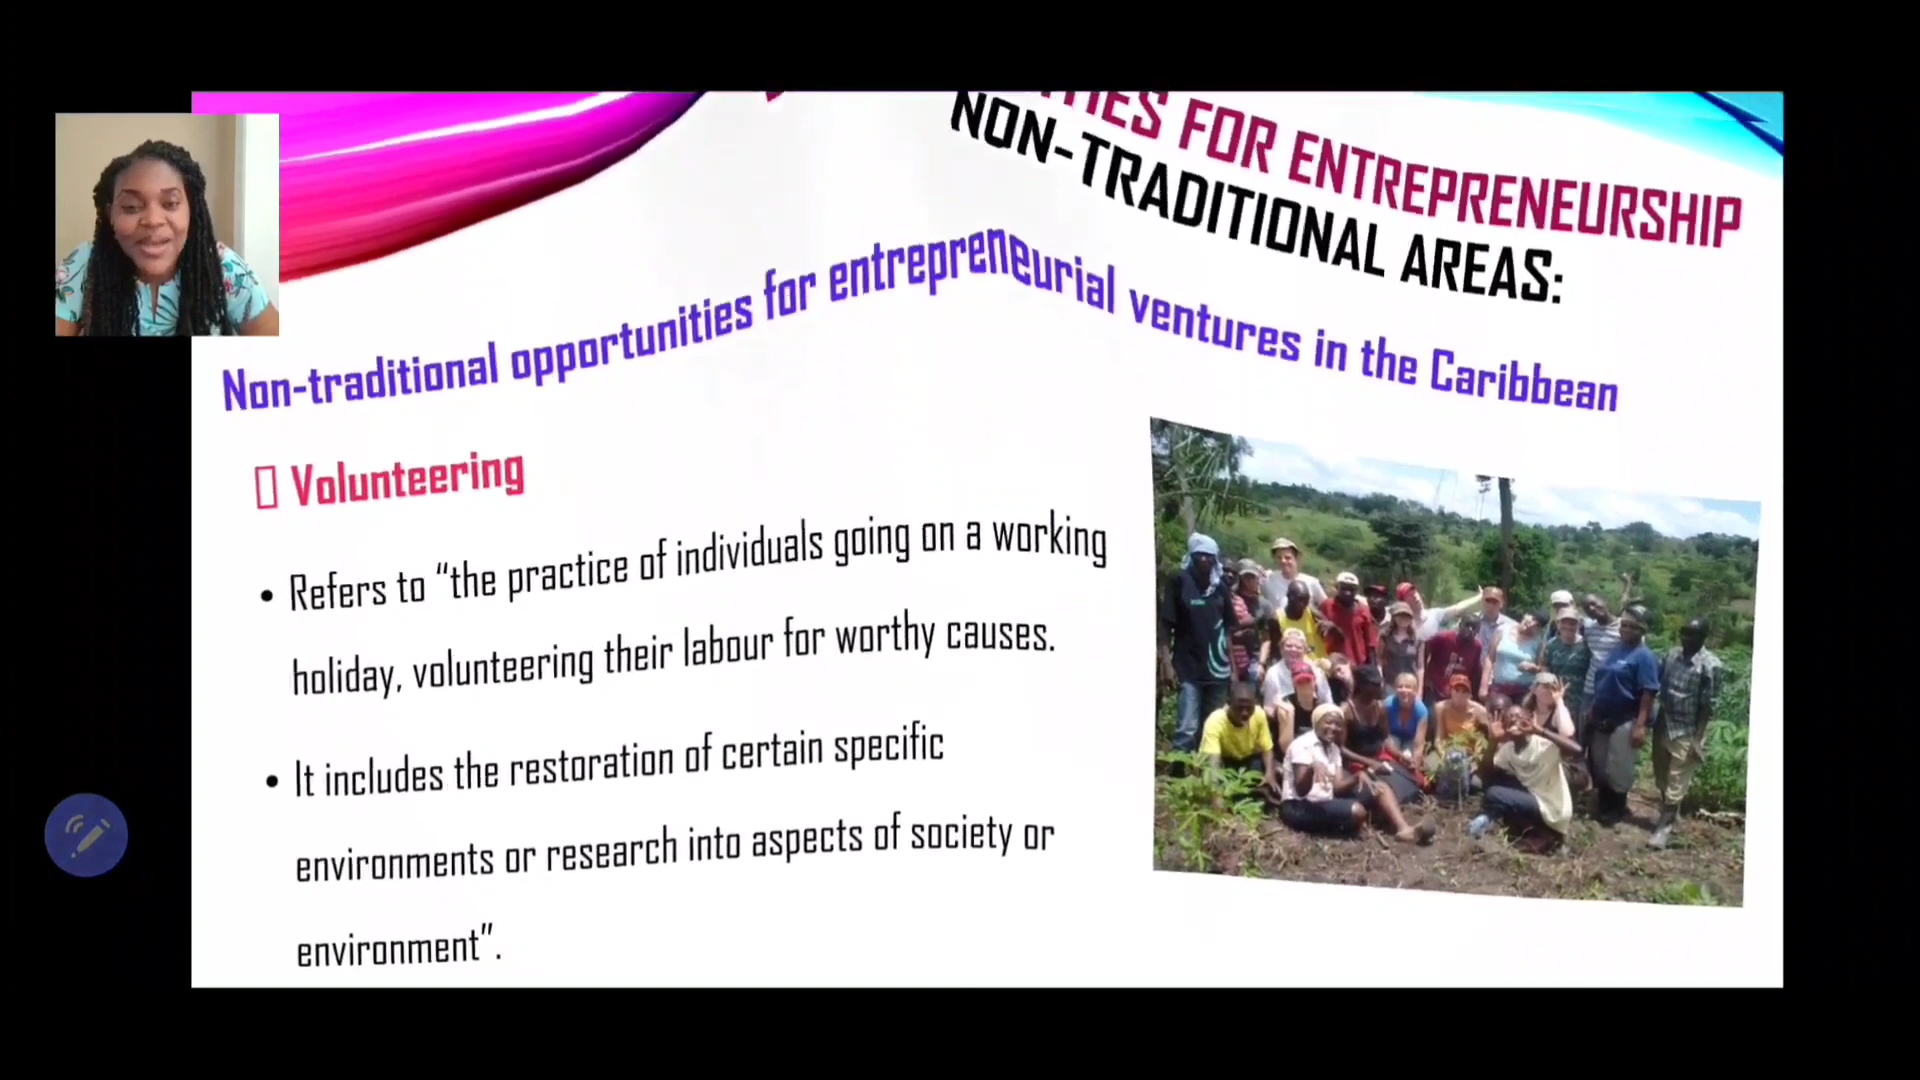 FOR ENTREPRENEURSHIP
NON-TRADITIONAL AREAS:
Non-traditional opportunities for entrepreneurial ventures in the Caribbean
Volunteering
• Refers to “the practice of individuals going on a working
holiday, volunteering their labour for worthy causes.
• It includes the restoration of certain specific
environments or research into aspects of society or
environment”.